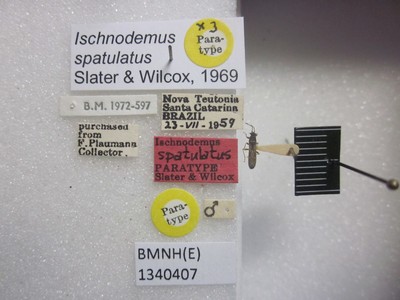 Ischnodemus
spatulatus
Slater & Wilcox, 1969
x 3
Para-
type
B.M. 1972-597
Nova Teutonia
Santa Catarina
BRAZIL
23-VII-1959
purchased
from
F. Plaumann
Collector.
Ischnodemus
spatulatus
PARATYPE
Slater & Wilcox
Para-
type
♂
BMNH(E)
1340407